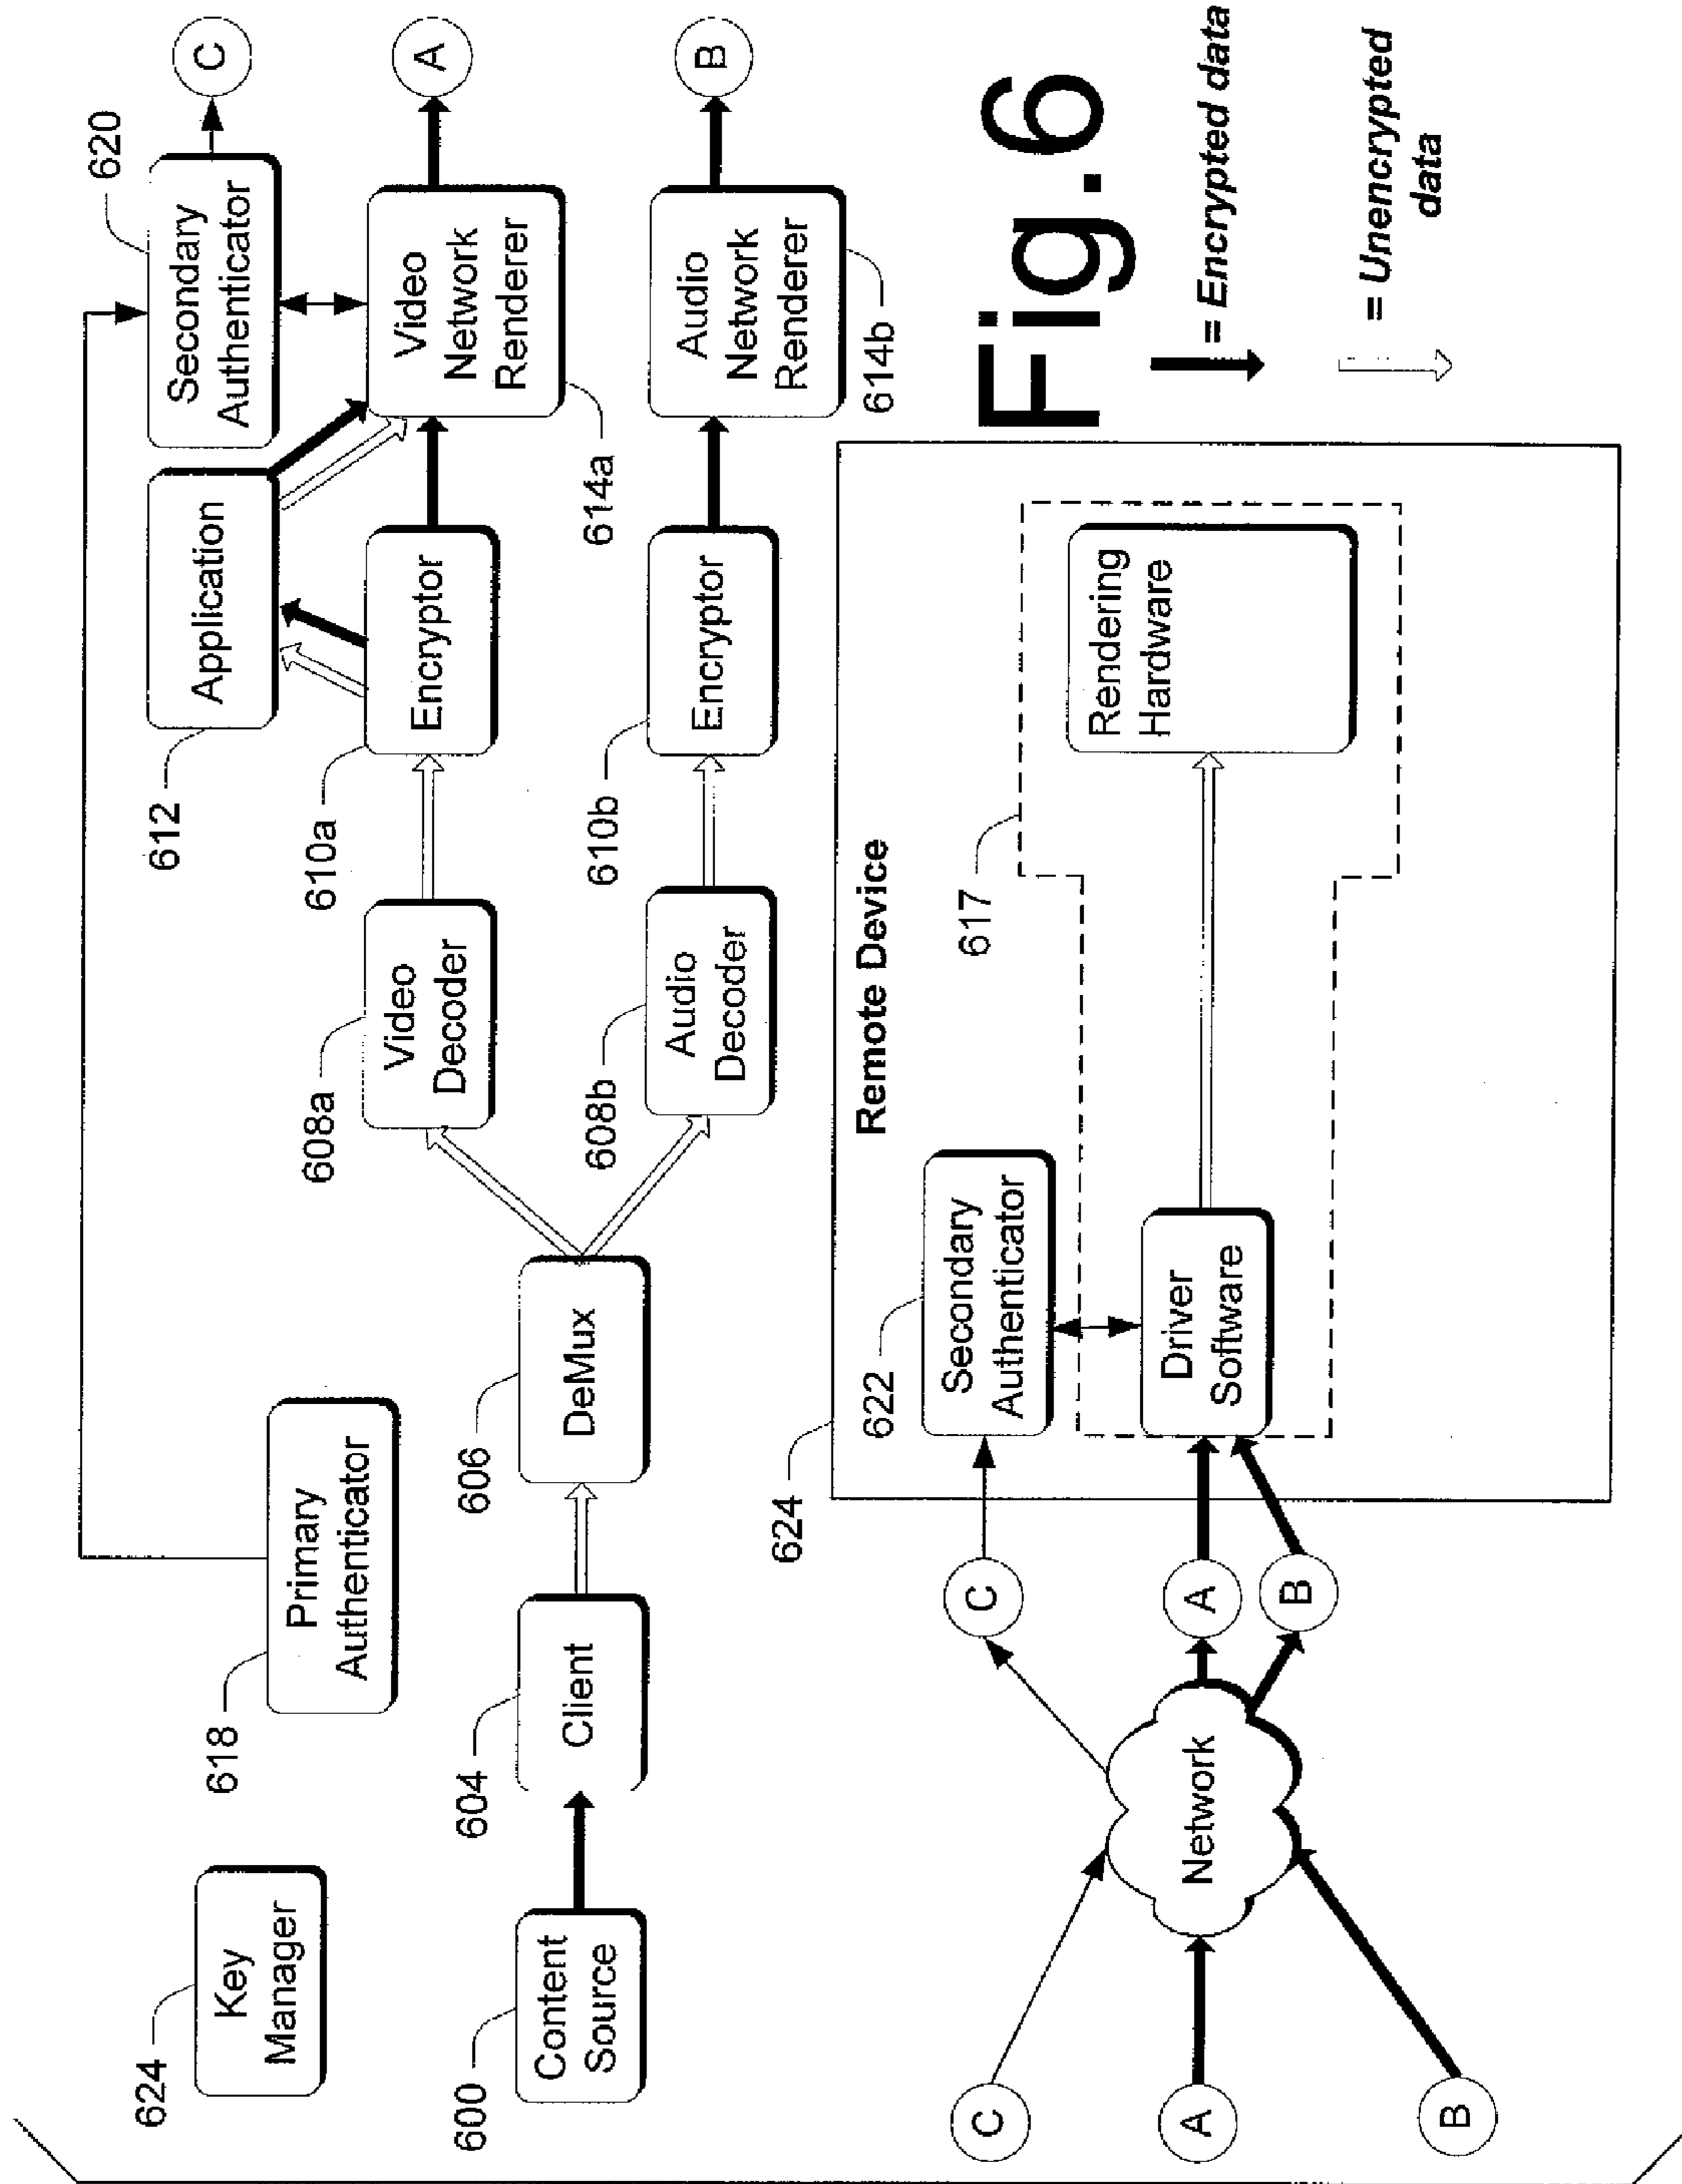 624
Key
Manager
618
Primary
Authenticator
620
Secondary
Authenticator
C
612
Application
600
Content
Source
604
Client
606
DeMux
608a
Video
Decoder
610a
Encryptor
614a
Video
Network
Renderer
A
608b
Audio
Decoder
610b
Encryptor
614b
Audio
Network
Renderer
B
C
A
B
Network
C
A
B
624
Remote Device
622
Secondary
Authenticator
617
Driver
Software
Rendering
Hardware
Fig.6
= Encrypted data
= Unencrypted
data